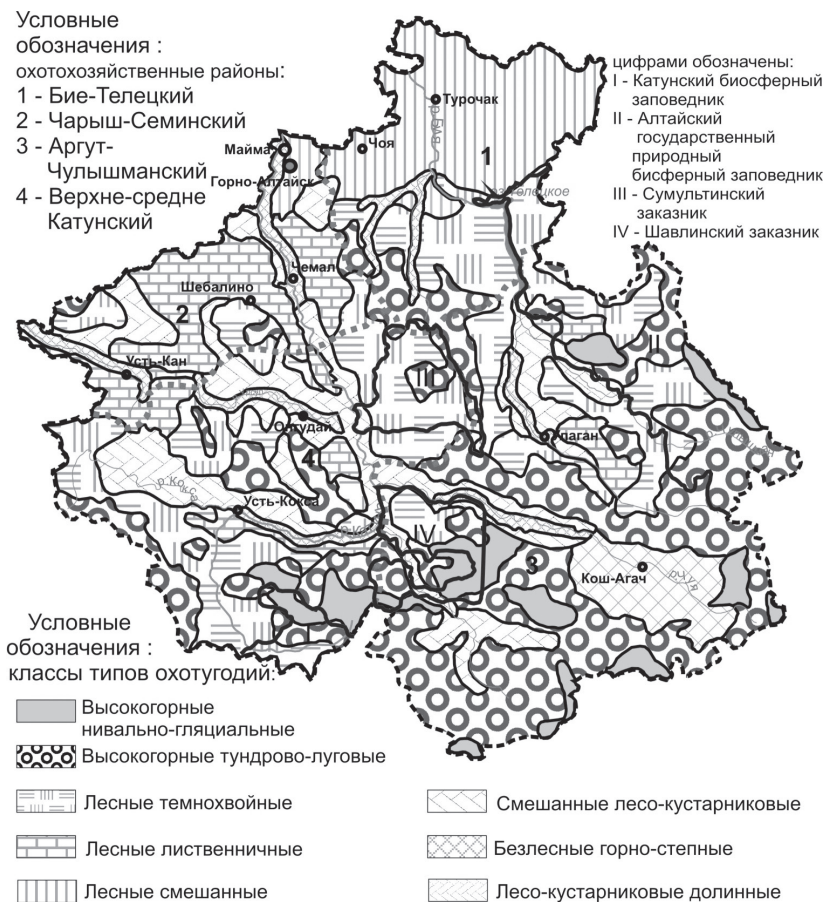 Условные
обозначения :
охотохозяйственные районы:
1 - Бие-Телецкий
2 - Чарыш-Семинский
3 - Аргут-
Чулышманский
4 - Верхне-средне
Катунский
цифрами обозначены:
I - Катунский биосферный
заповедник
II - Алтайский
государственный
природный
бисферный заповедник
III - Сумультинский
заказник
IV - Шавлинский заказник
Турочак
р.Бия
Чоя
Майма
1
Горно-Алтайск
оз.Телецкое
Чемал
Шебалино
2
II
Усть-Кан
III
Онгудай
Улаган
4
р.Кокса
Усть-Кокса
IV
3
Кош-Агач
р.Чуя
I
Условные
обозначения :
классы типов охотугодий:
Высокогорные
нивально-гляциальные
Высокогорные тундрово-луговые
Лесные темнохвойные
Лесные лиственничные
Лесные смешанные
Смешанные лесо-кустарниковые
Безлесные горно-степные
Лесо-кустарниковые долинные